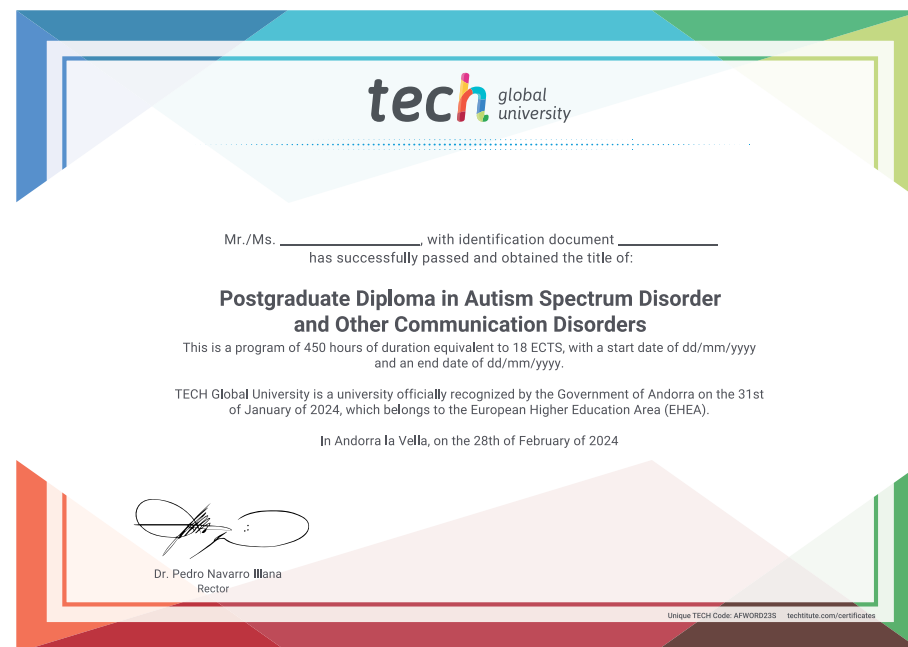 tech global university
Mr./Ms. ____________________, with identification document ______________
has successfully passed and obtained the title of:
Postgraduate Diploma in Autism Spectrum Disorder
and Other Communication Disorders
This is a program of 450 hours of duration equivalent to 18 ECTS, with a start date of dd/mm/yyyy
and an end date of dd/mm/yyyy.
TECH Global University is a university officially recognized by the Government of Andorra on the 31st
of January of 2024, which belongs to the European Higher Education Area (EHEA).
In Andorra la Vella, on the 28th of February of 2024
Dr. Pedro Navarro Illana
Rector
Unique TECH Code: AFWORD23S techtitute.com/certificates